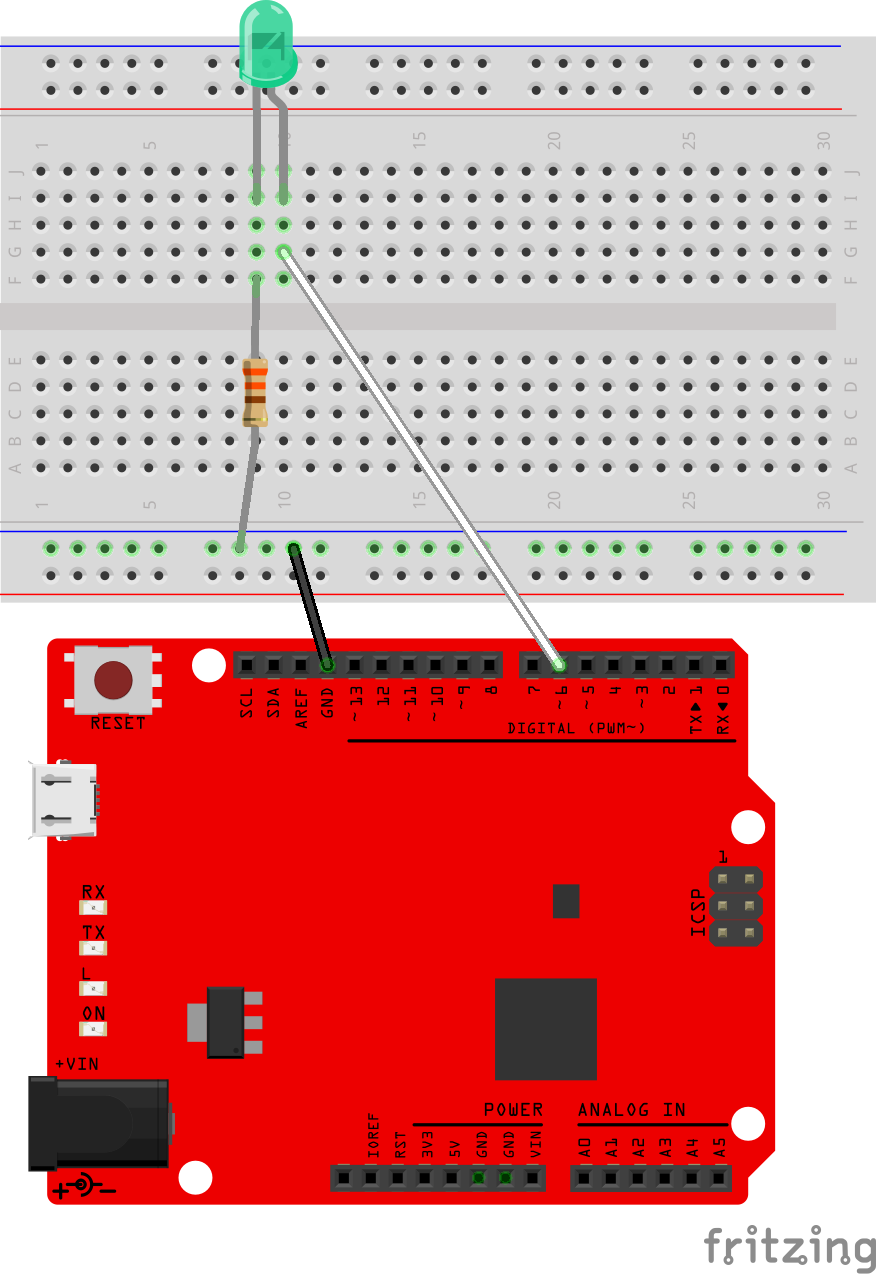 1 5 10 15 20 25 30
J J
I I
H H
G G
F F
E E
D D
C C
B B
A A
1 5 10 15 20 25 30
RESET
SCL SDA AREF GND ~13 12 ~11 ~10 ~9 8 7 ~6 ~5 4 ~3 2 TX▶1 RX◀0
DIGITAL (PWM~)
1
ICSP
RX
TX
L
ON
+VIN
POWER ANALOG IN
IOREF RST 3V3 5V GND GND VIN A0 A1 A2 A3 A4 A5
+ −
fritzing